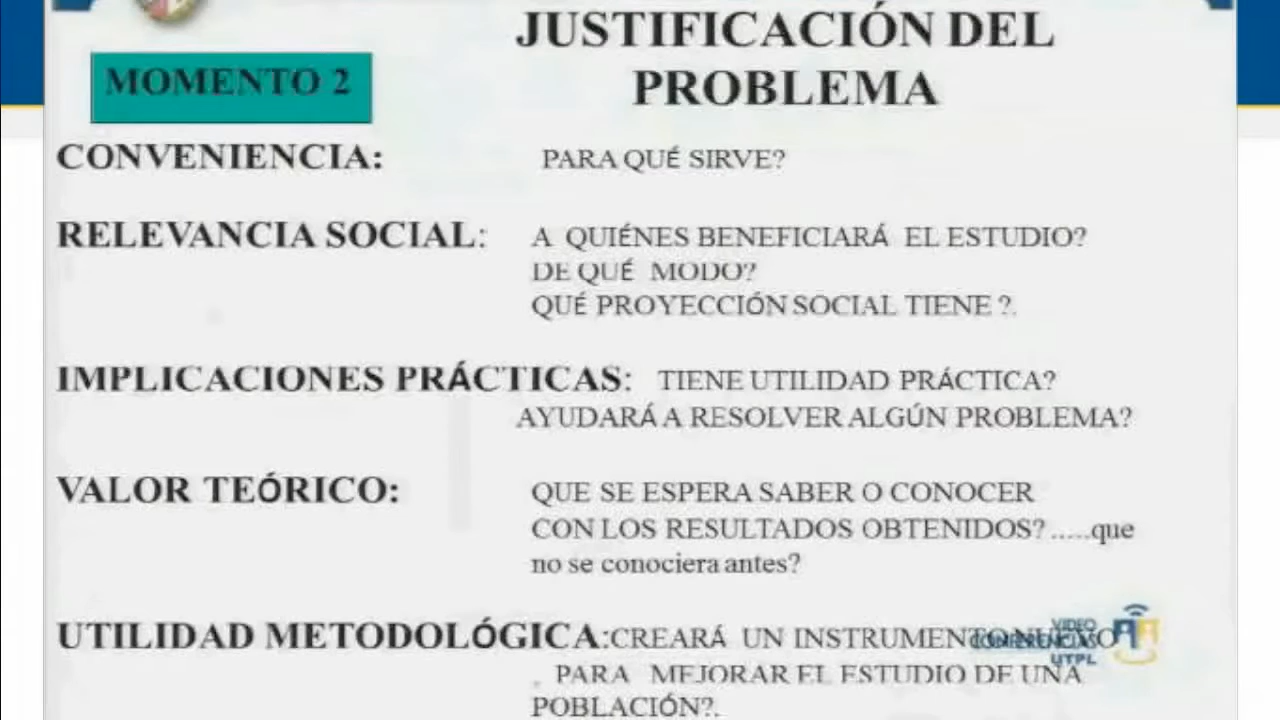 JUSTIFICACIÓN DEL
PROBLEMA
MOMENTO 2
CONVENIENCIA: PARA QUÉ SIRVE?
RELEVANCIA SOCIAL: A QUIÉNES BENEFICIARÁ EL ESTUDIO?
DE QUÉ MODO?
QUÉ PROYECCIÓN SOCIAL TIENE ?.
IMPLICACIONES PRÁCTICAS: TIENE UTILIDAD PRÁCTICA?
AYUDARÁ A RESOLVER ALGÚN PROBLEMA?
VALOR TEÓRICO: QUE SE ESPERA SABER O CONOCER
CON LOS RESULTADOS OBTENIDOS? .....que
no se conociera antes?
UTILIDAD METODOLÓGICA:CREARÁ UN INSTRUMENTO NUEVO
. PARA MEJORAR EL ESTUDIO DE UNA
POBLACIÓN?.
VIDEO
CONFERENCIAS
UTPL